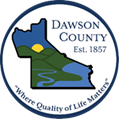 DAWSON
COUNTY
Est. 1857
"Where Quality of Life Matters"